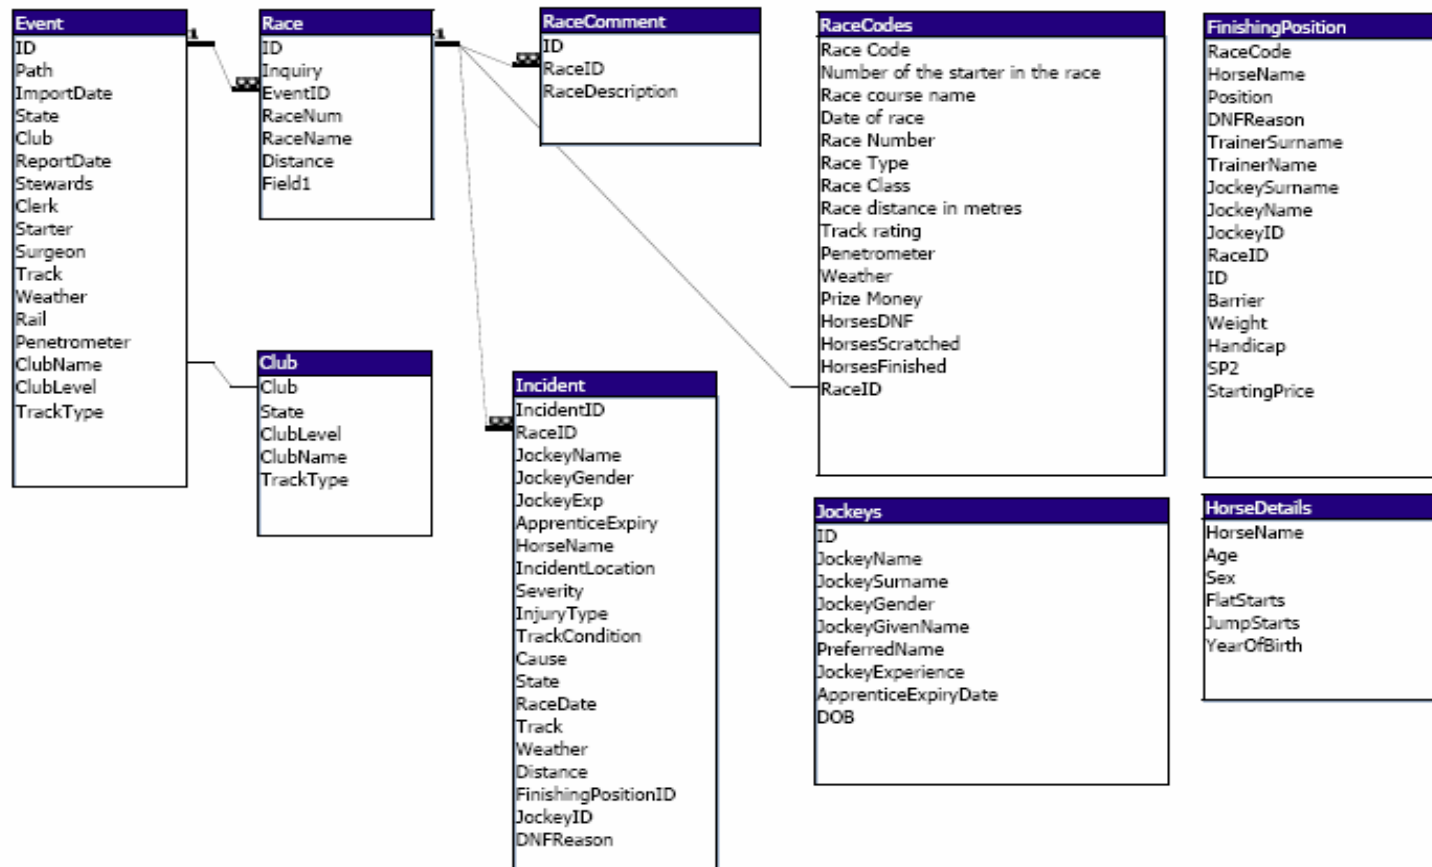 Event
ID
Path
ImportDate
State
Club
ReportDate
Stewards
Clerk
Starter
Surgeon
Track
Weather
Rail
Penetrometer
ClubName
ClubLevel
TrackType
1
Race
ID
Inquiry
EventID
RaceNum
RaceName
Distance
Field1
1
RaceComment
ID
RaceID
RaceDescription
RaceCodes
Race Code
Number of the starter in the race
Race course name
Date of race
Race Number
Race Type
Race Class
Race distance in metres
Track rating
Penetrometer
Weather
Prize Money
HorsesDNF
HorsesScratched
HorsesFinished
RaceID
FinishingPosition
RaceCode
HorseName
Position
DNFReason
TrainerSurname
TrainerName
JockeySurname
JockeyName
JockeyID
RaceID
ID
Barrier
Weight
Handicap
SP2
StartingPrice
Club
Club
State
ClubLevel
ClubName
TrackType
Incident
IncidentID
RaceID
JockeyName
JockeyGender
JockeyExp
ApprenticeExpiry
HorseName
IncidentLocation
Severity
InjuryType
TrackCondition
Cause
State
RaceDate
Track
Weather
Distance
FinishingPositionID
JockeyID
DNFReason
Jockeys
ID
JockeyName
JockeySurname
JockeyGender
JockeyGivenName
PreferredName
JockeyExperience
ApprenticeExpiryDate
DOB
HorseDetails
HorseName
Age
Sex
FlatStarts
JumpStarts
YearOfBirth